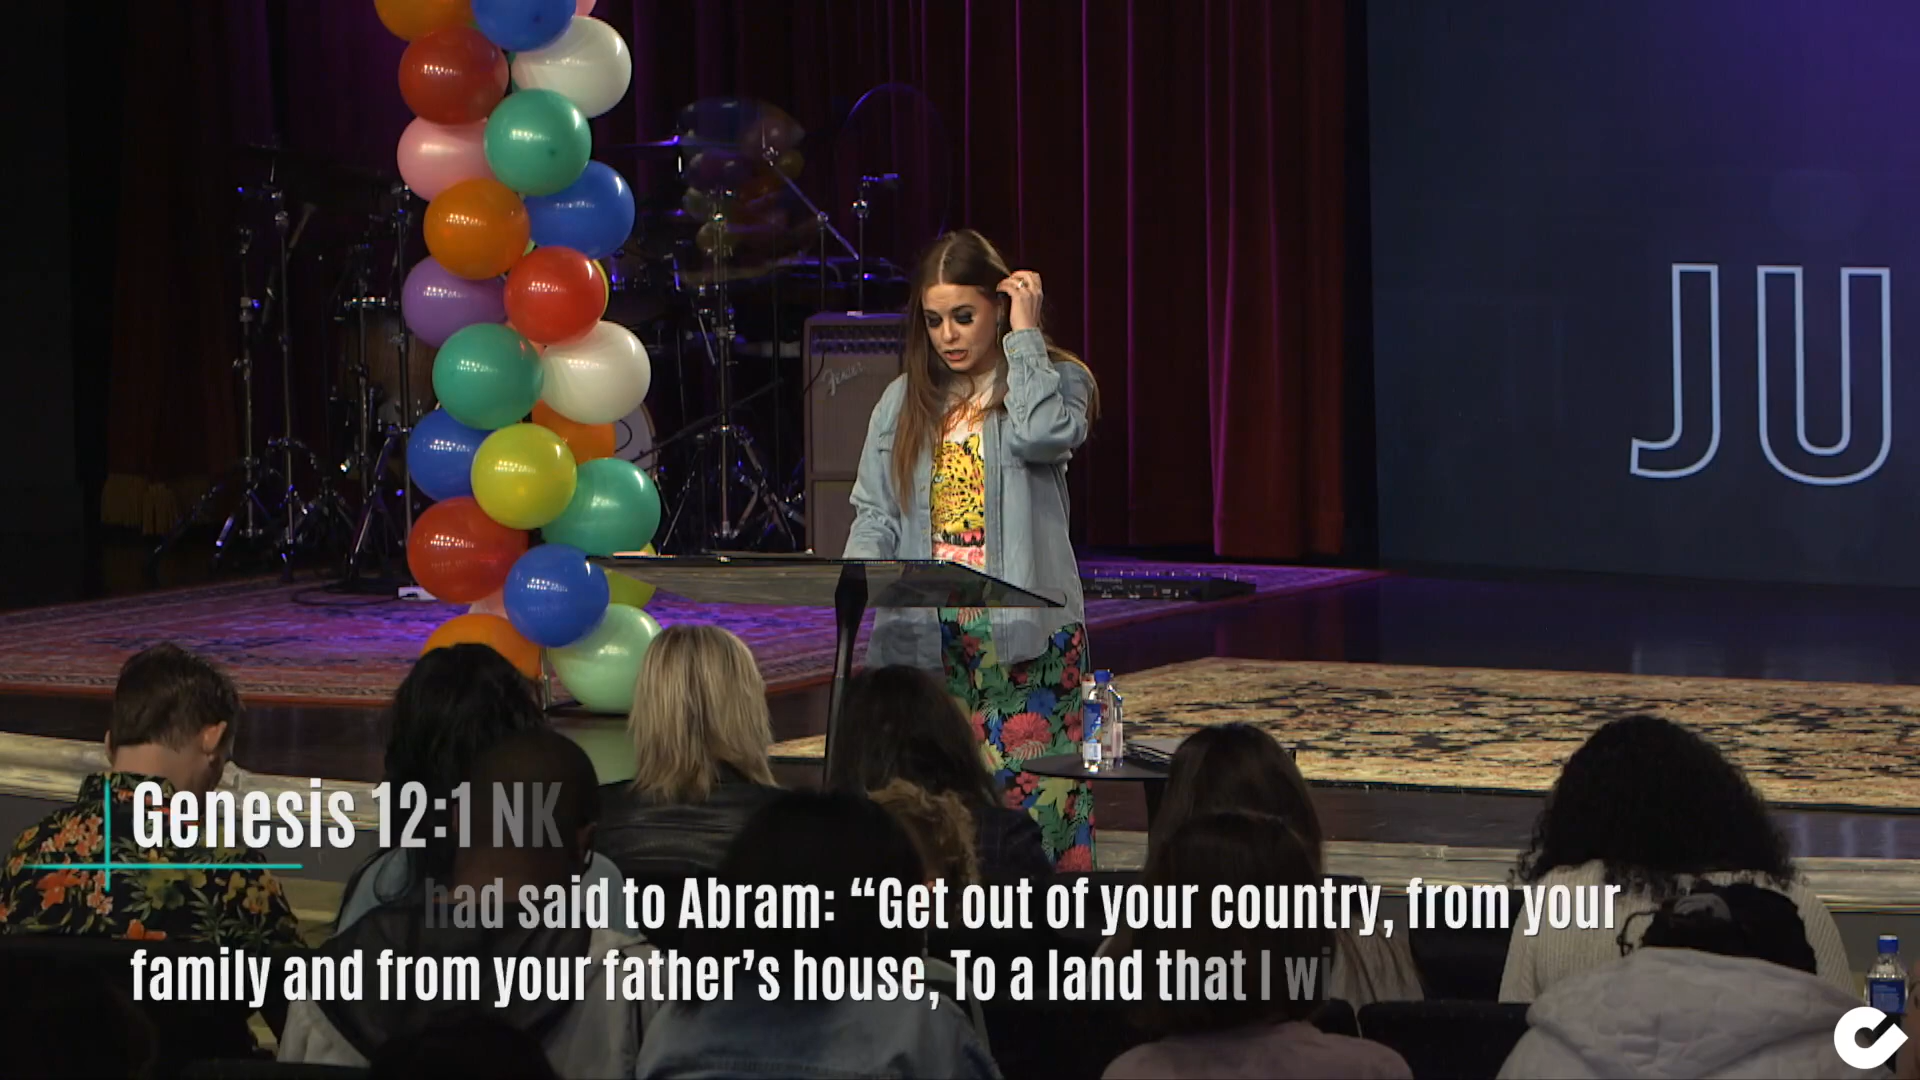 JU
Fender
Genesis 12:1 NK
had said to Abram: “Get out of your country, from your
family and from your father’s house, To a land that I wi